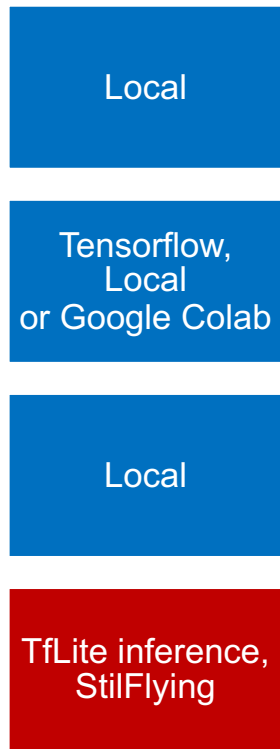 Local
Tensorflow,
Local
or Google Colab
Local
TfLite inference,
StilFlying